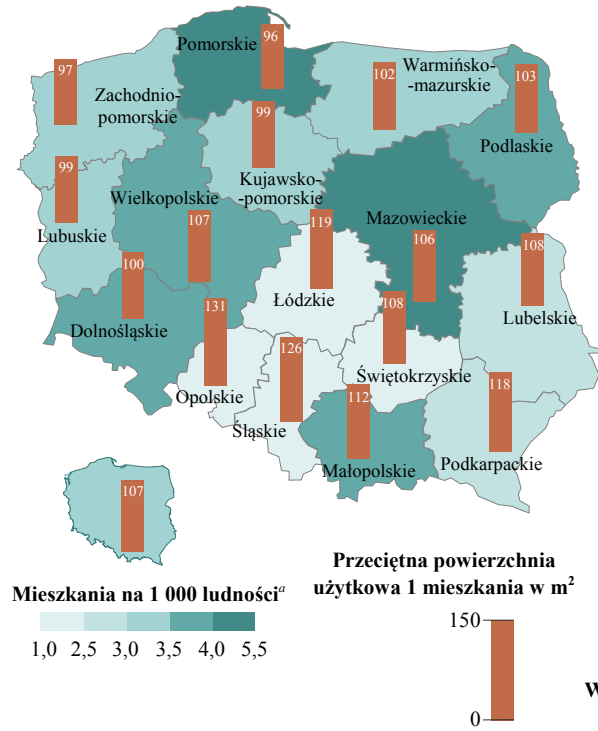 Pomorskie
96
97
Zachodnio-
pomorskie
102
Warmińsko-
-mazurskie
103
Podlaskie
99
Kujawsko-
-pomorskie
99
Lubuskie
Wielkopolskie
107
119
Łódzkie
Mazowieckie
106
108
Lubelskie
100
Dolnośląskie
131
Opolskie
126
Śląskie
108
Świętokrzyskie
112
Małopolskie
118
Podkarpackie
107
Mieszkania na 1 000 ludnościᵃ
1,0 2,5 3,0 3,5 4,0 5,5
Przeciętna powierzchnia
użytkowa 1 mieszkania w m²
150
0
W